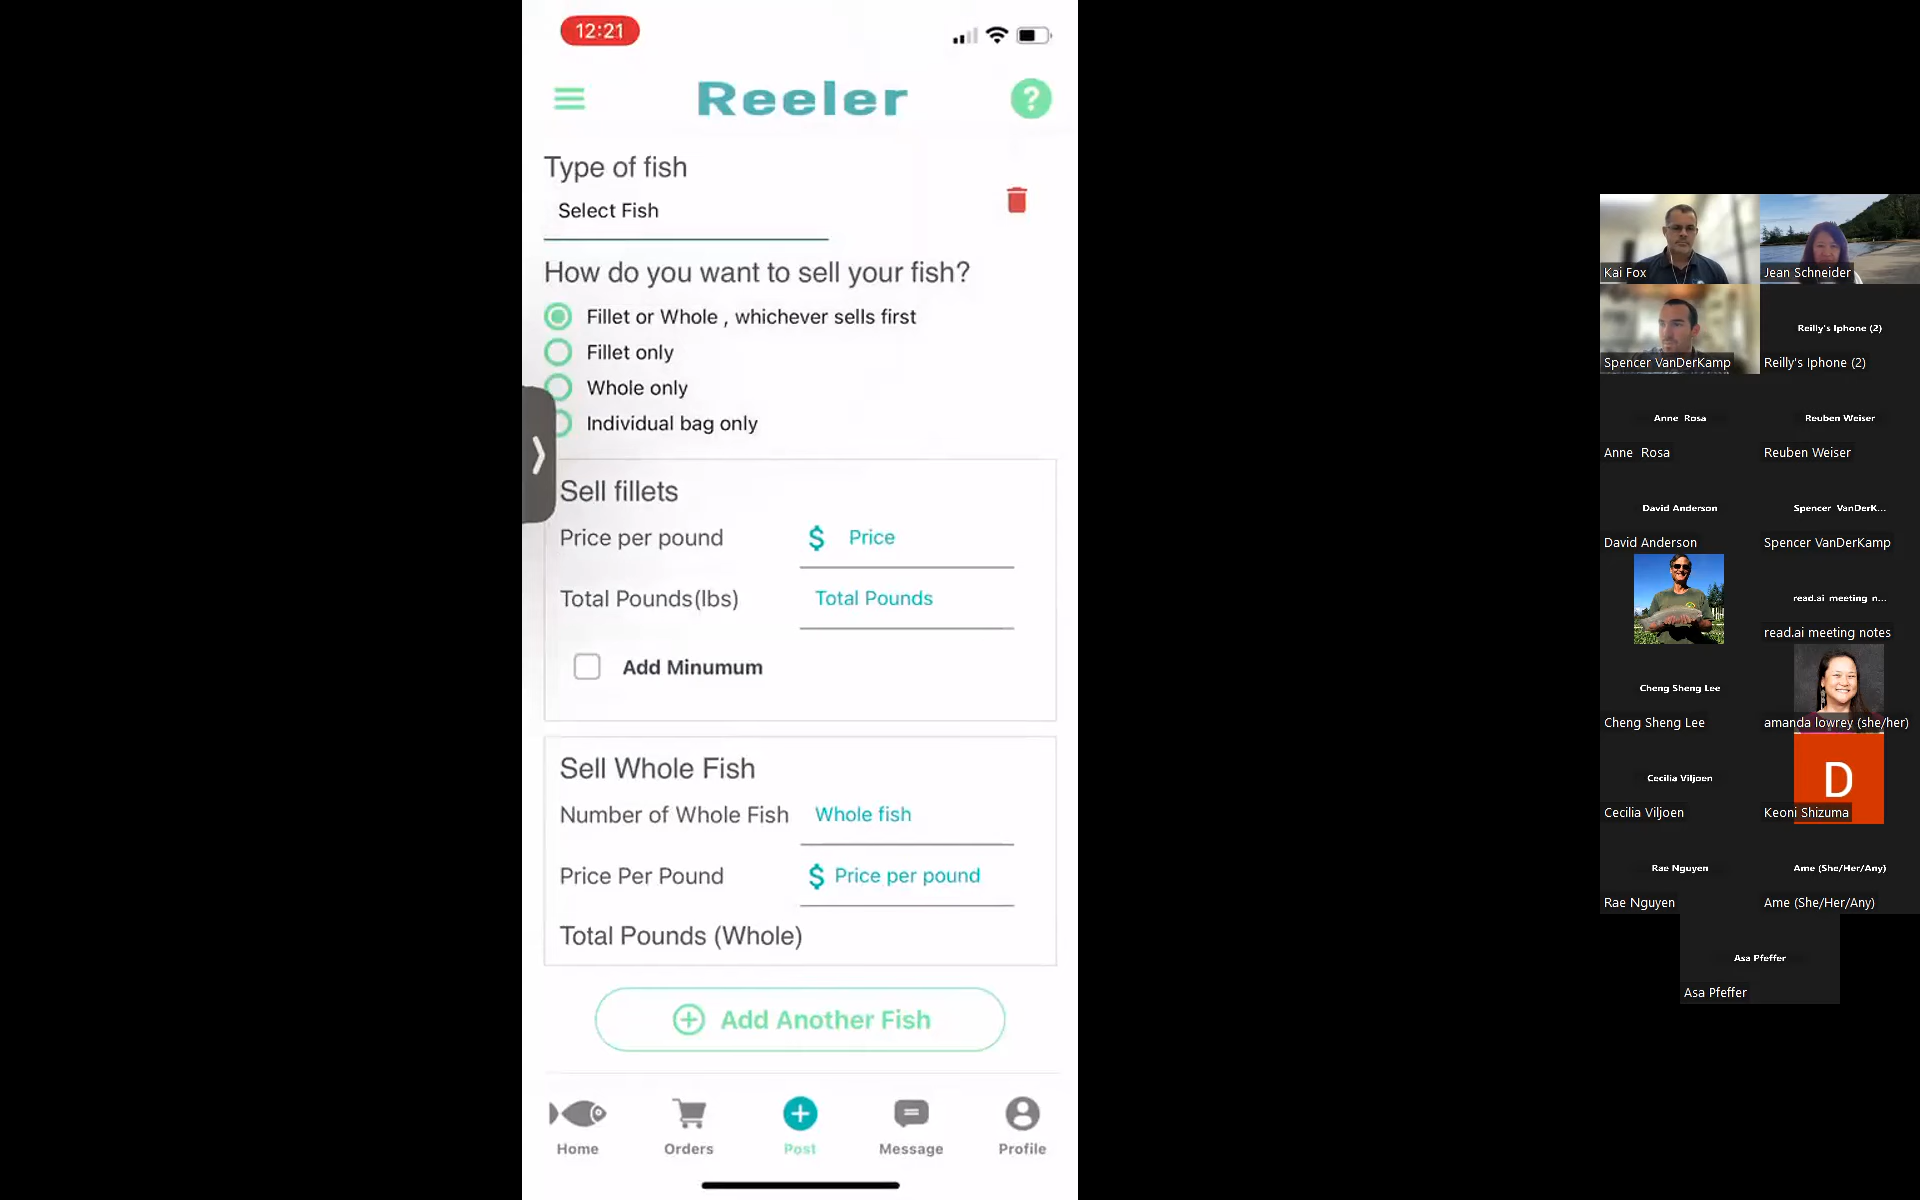 12:21
Reeler
?
Type of fish
Select Fish
How do you want to sell your fish?
Fillet or Whole , whichever sells first
Fillet only
Whole only
Individual bag only
Sell fillets
Price per pound
$ Price
Total Pounds(lbs)
Total Pounds
Add Minumum
Sell Whole Fish
Number of Whole Fish
Whole fish
Price Per Pound
$ Price per pound
Total Pounds (Whole)
Add Another Fish
Home
Orders
Post
Message
Profile
Kai Fox
Jean Schneider
Spencer VanDerKamp
Reilly's Iphone (2)
Reilly's Iphone (2)
Anne Rosa
Anne Rosa
Reuben Weiser
Reuben Weiser
David Anderson
David Anderson
Spencer VanDerK...
Spencer VanDerKamp
read.ai meeting n...
read.ai meeting notes
Cheng Sheng Lee
Cheng Sheng Lee
amanda lowrey (she/her)
Cecilia Viljoen
Cecilia Viljoen
D
Keoni Shizuma
Rae Nguyen
Rae Nguyen
Ame (She/Her/Any)
Ame (She/Her/Any)
Asa Pfeffer
Asa Pfeffer